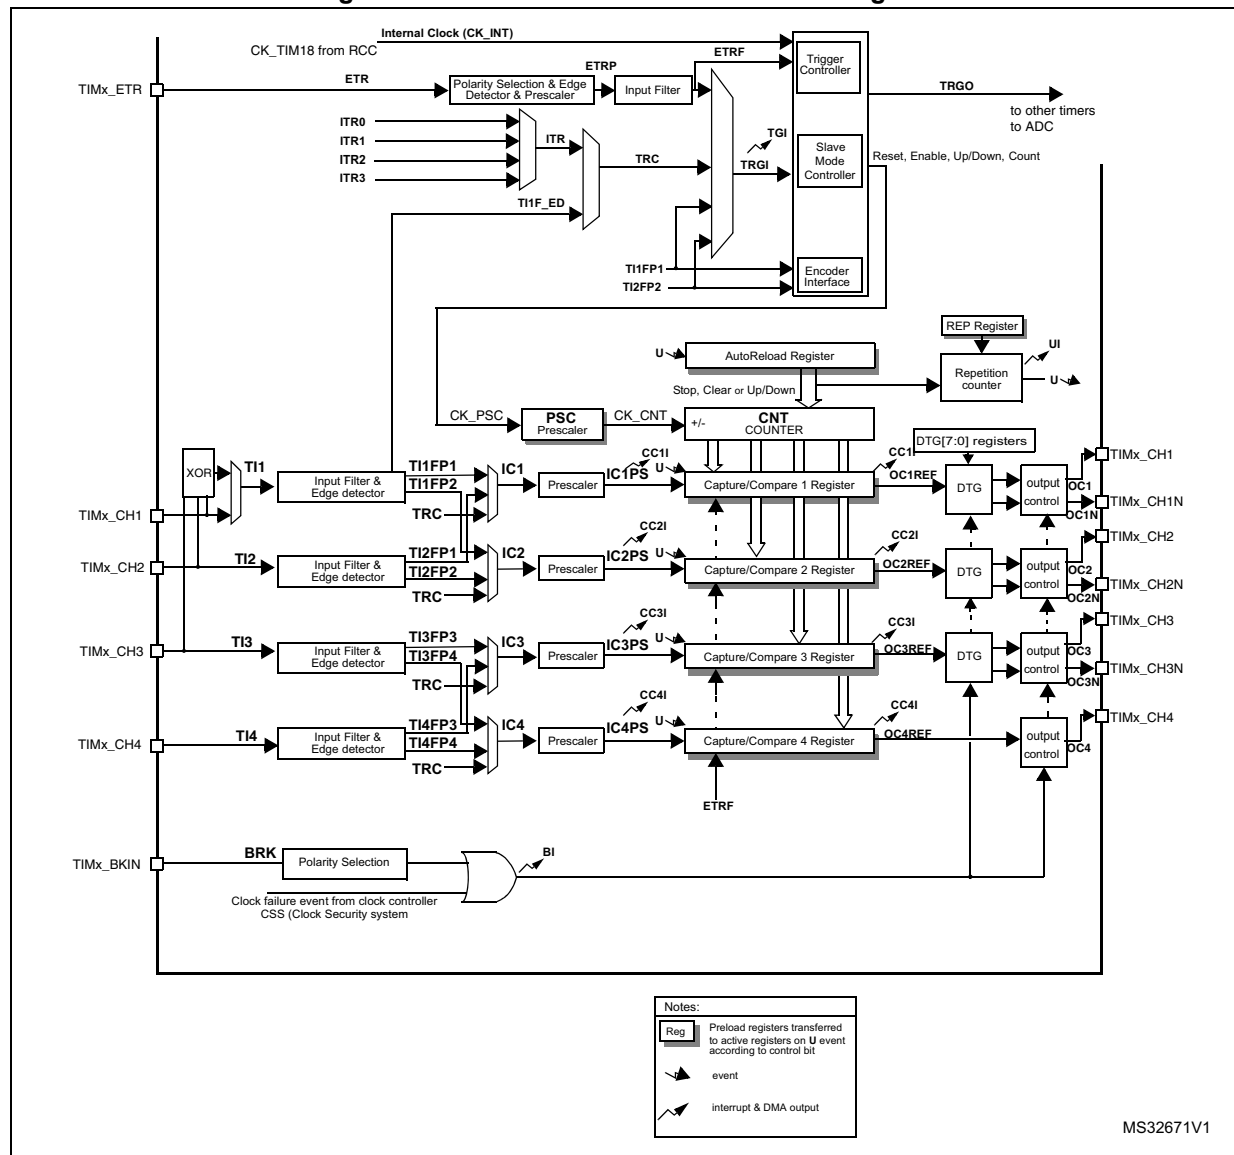 Internal Clock (CK_INT)
CK_TIM18 from RCC
ETRF
Trigger
Controller
TIMx_ETR
ETR
Polarity Selection & Edge
Detector & Prescaler
ETRP
Input Filter
TRGO
to other timers
to ADC
ITR0
ITR1
ITR2
ITR3
ITR
TRC
TGI
TRGI
Slave
Mode
Controller
Reset, Enable, Up/Down, Count
TI1F_ED
TI1FP1
TI2FP2
Encoder
Interface
REP Register
UI
U
AutoReload Register
Repetition
counter
U
Stop, Clear or Up/Down
CK_PSC
PSC
Prescaler
CK_CNT
+/-
CNT
COUNTER
DTG[7:0] registers
XOR
TI1
Input Filter &
Edge detector
TI1FP1
TI1FP2
TRC
IC1
Prescaler
IC1PS
CC1I
U
Capture/Compare 1 Register
CC1I
OC1REF
DTG
output
control
OC1
OC1N
TIMx_CH1
TIMx_CH1N
TIMx_CH1
TIMx_CH2
TI2
Input Filter &
Edge detector
TI2FP1
TI2FP2
TRC
IC2
Prescaler
IC2PS
CC2I
U
Capture/Compare 2 Register
CC2I
OC2REF
DTG
output
control
OC2
OC2N
TIMx_CH2
TIMx_CH2N
TIMx_CH3
TI3
Input Filter &
Edge detector
TI3FP3
TI3FP4
TRC
IC3
Prescaler
IC3PS
CC3I
U
Capture/Compare 3 Register
CC3I
OC3REF
DTG
output
control
OC3
OC3N
TIMx_CH3
TIMx_CH3N
TIMx_CH4
TI4
Input Filter &
Edge detector
TI4FP3
TI4FP4
TRC
IC4
Prescaler
IC4PS
CC4I
U
Capture/Compare 4 Register
CC4I
OC4REF
output
control
OC4
TIMx_CH4
ETRF
TIMx_BKIN
BRK
Polarity Selection
BI
Clock failure event from clock controller
CSS (Clock Security system
Notes:
Reg
Preload registers transferred
to active registers on U event
according to control bit
event
interrupt & DMA output
MS32671V1